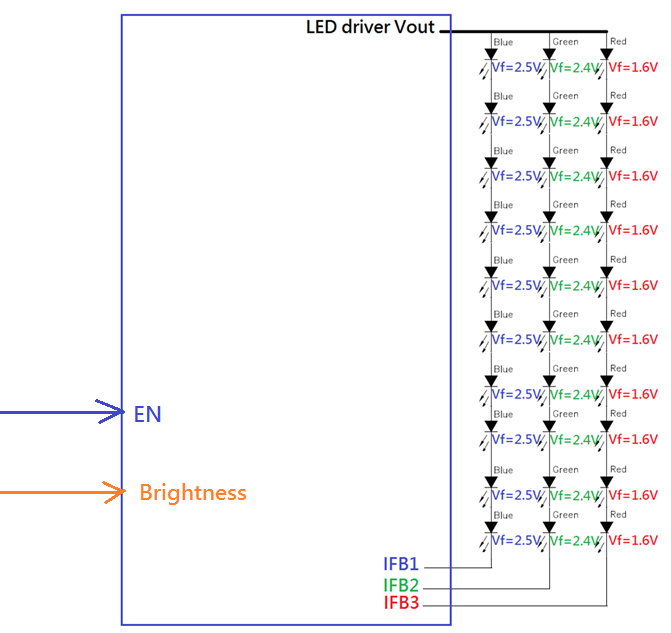 LED driver Vout
Blue Green Red
Vf=2.5V Vf=2.4V Vf=1.6V
Blue Green Red
Vf=2.5V Vf=2.4V Vf=1.6V
Blue Green Red
Vf=2.5V Vf=2.4V Vf=1.6V
Blue Green Red
Vf=2.5V Vf=2.4V Vf=1.6V
Blue Green Red
Vf=2.5V Vf=2.4V Vf=1.6V
Blue Green Red
Vf=2.5V Vf=2.4V Vf=1.6V
Blue Green Red
Vf=2.5V Vf=2.4V Vf=1.6V
EN
Blue Green Red
Vf=2.5V Vf=2.4V Vf=1.6V
Blue Green Red
Vf=2.5V Vf=2.4V Vf=1.6V
Brightness
Blue Green Red
Vf=2.5V Vf=2.4V Vf=1.6V
IFB1
IFB2
IFB3